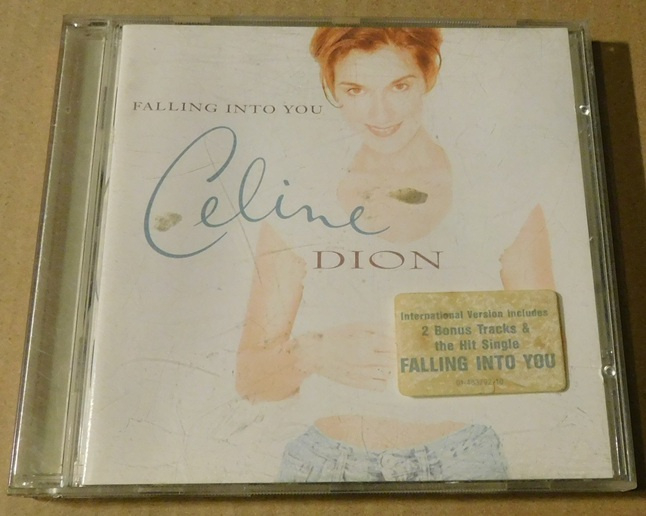 FALLING INTO YOU
Celine
DION
International Version includes
2 Bonus Tracks &
the Hit Single
FALLING INTO YOU